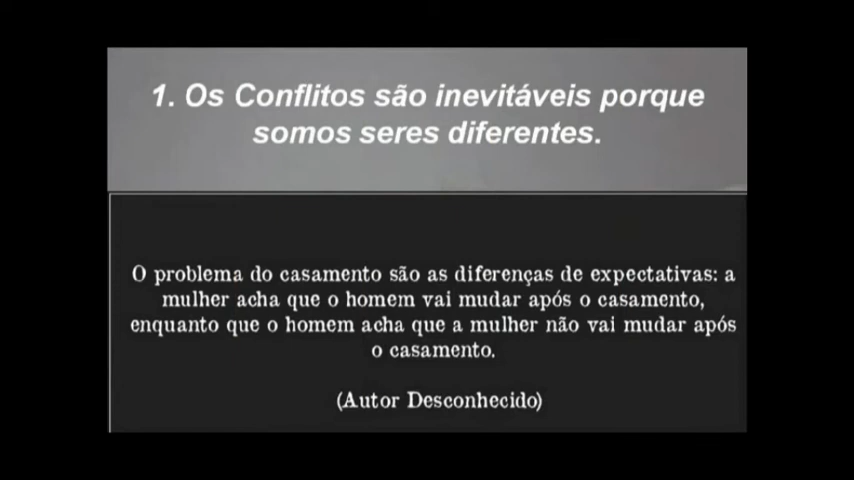 1. Os Conflitos são inevitáveis porque
somos seres diferentes.
O problema do casamento são as diferenças de expectativas: a
mulher acha que o homem vai mudar após o casamento,
enquanto que o homem acha que a mulher não vai mudar após
o casamento.
(Autor Desconhecido)